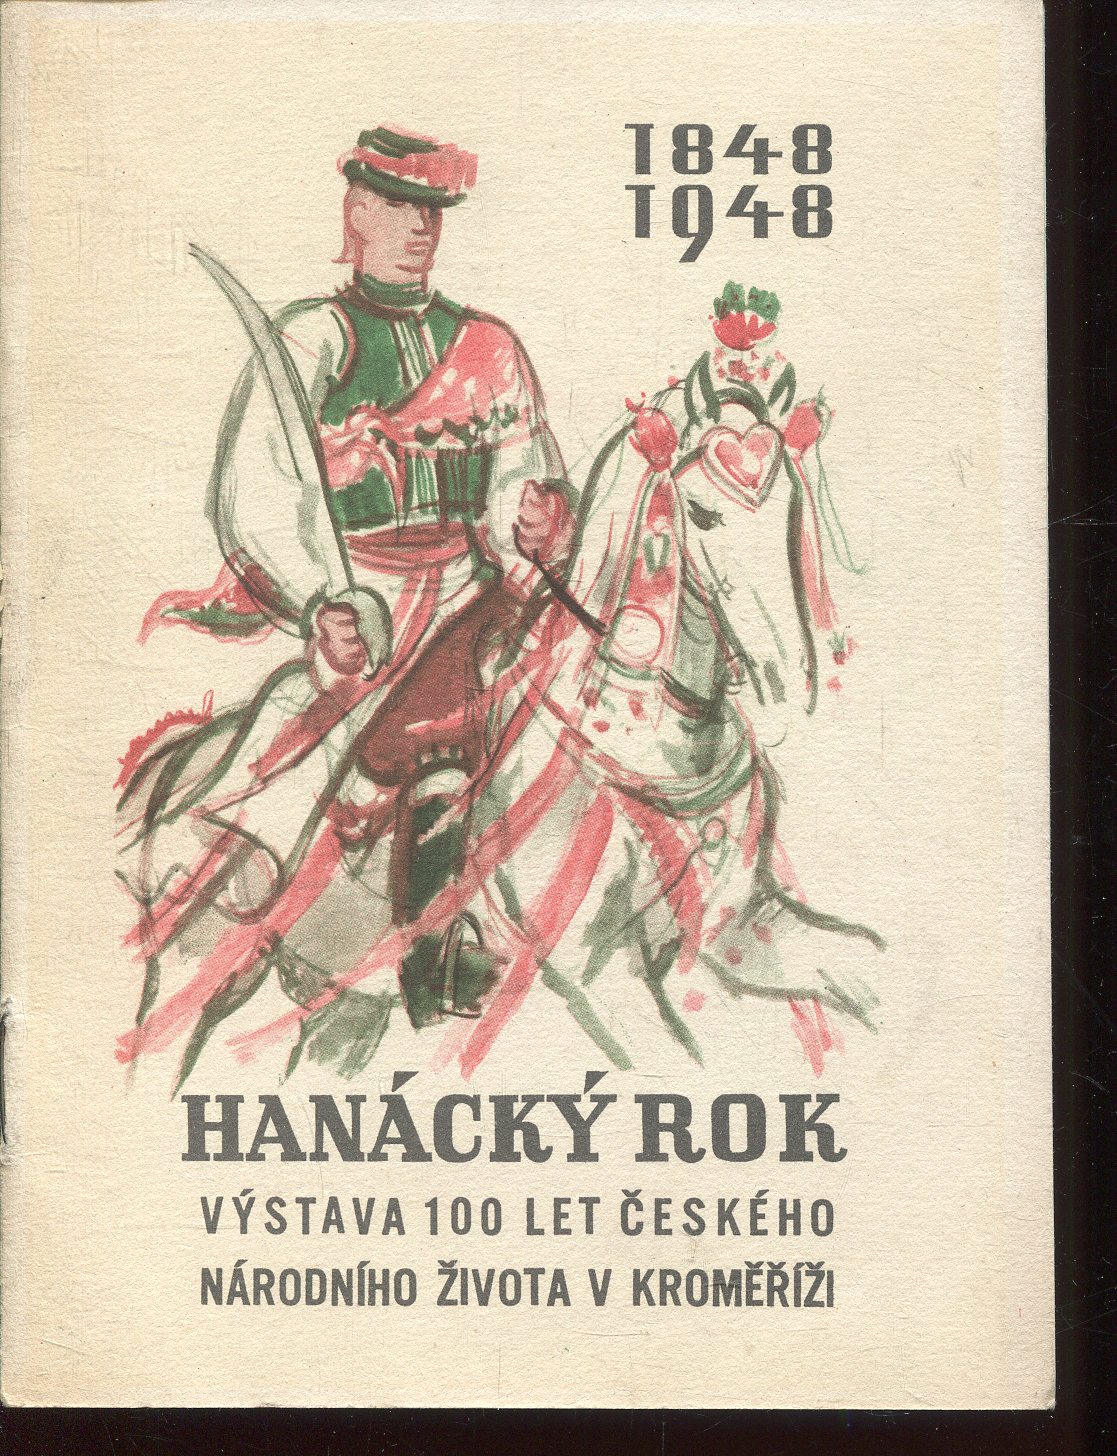 1848
1948
HANÁCKÝ ROK
VÝSTAVA 100 LET ČESKÉHO
NÁRODNÍHO ŽIVOTA V KROMĚŘÍŽI